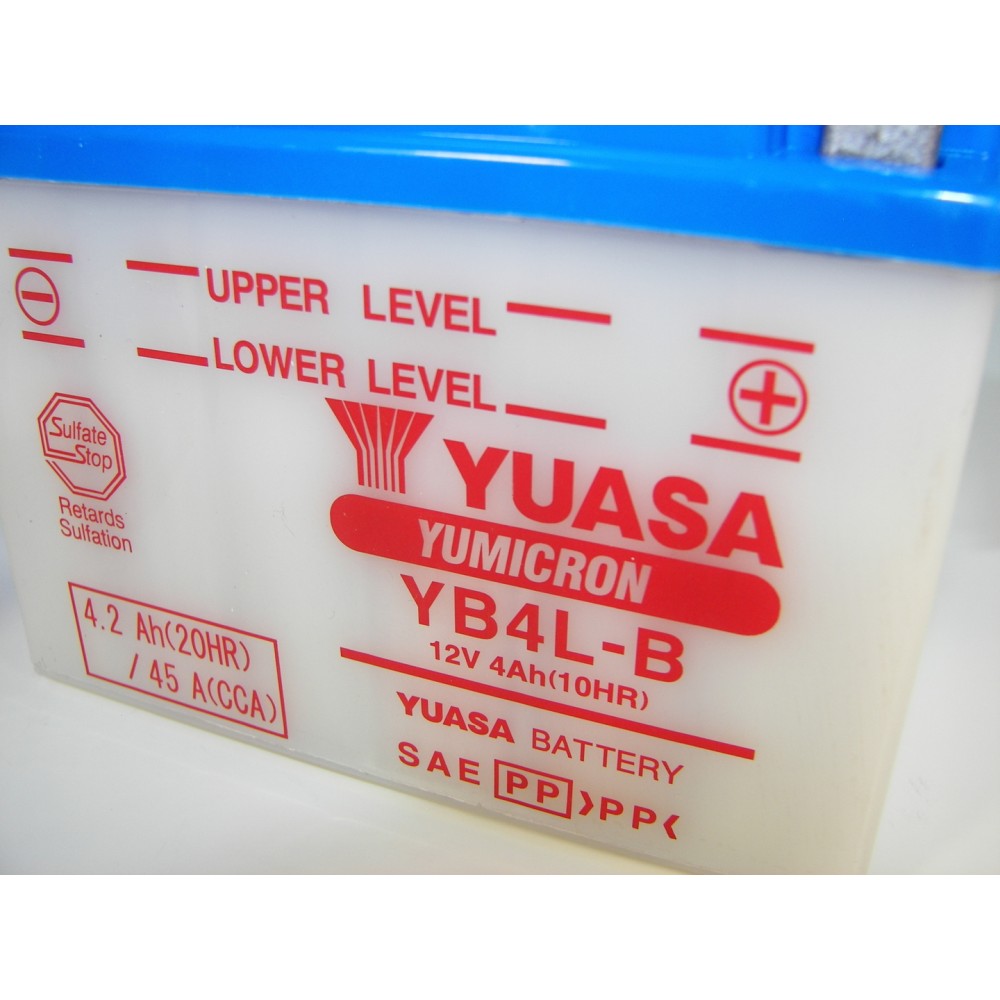 UPPER LEVEL
LOWER LEVEL
Sulfate
Stop
Retards
Sulfation
YUASA
YUMICRON
YB4L-B
12V 4Ah(10HR)
4.2 Ah(20HR)
/ 45 A(CCA)
YUASA BATTERY
SAE PP >PP<